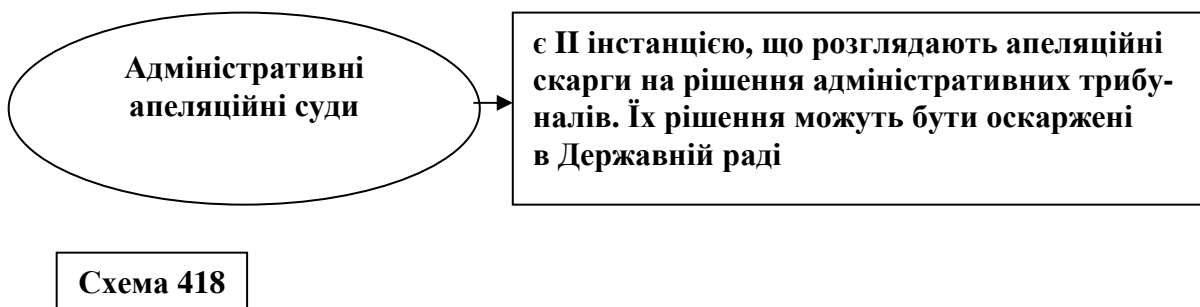 Адміністративні
апеляційні суди
є ІІ інстанцією, що розглядають апеляційні
скарги на рішення адміністративних трибу-
налів. Їх рішення можуть бути оскаржені
в Державній раді
Схема 418